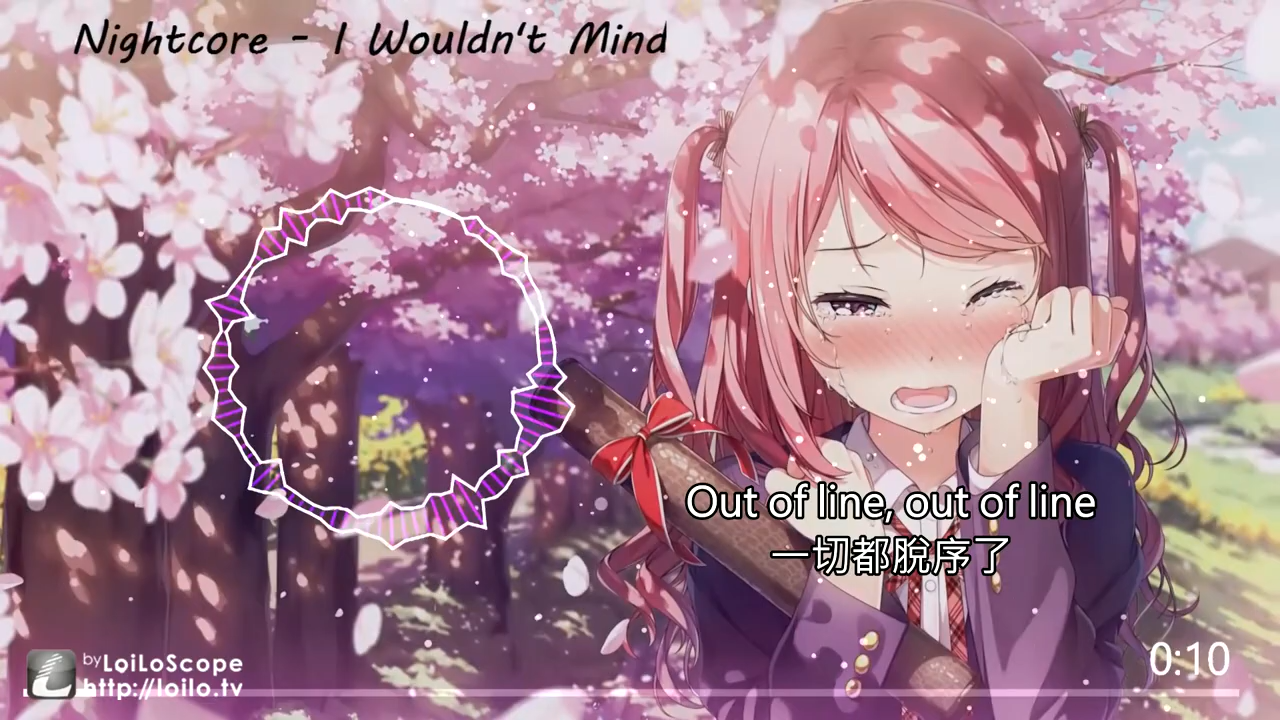 Nightcore - I Wouldn't Mind
Out of line, out of line
一切都脫序了
0:10
by LoiLoScope
http://loilo.tv